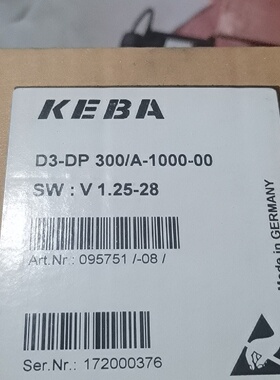 KEBA
D3-DP 300/A-1000-00
SW : V 1.25-28
Art.Nr : 095751 /-08 /
Ser.Nr.: 172000376
Made in GERMANY